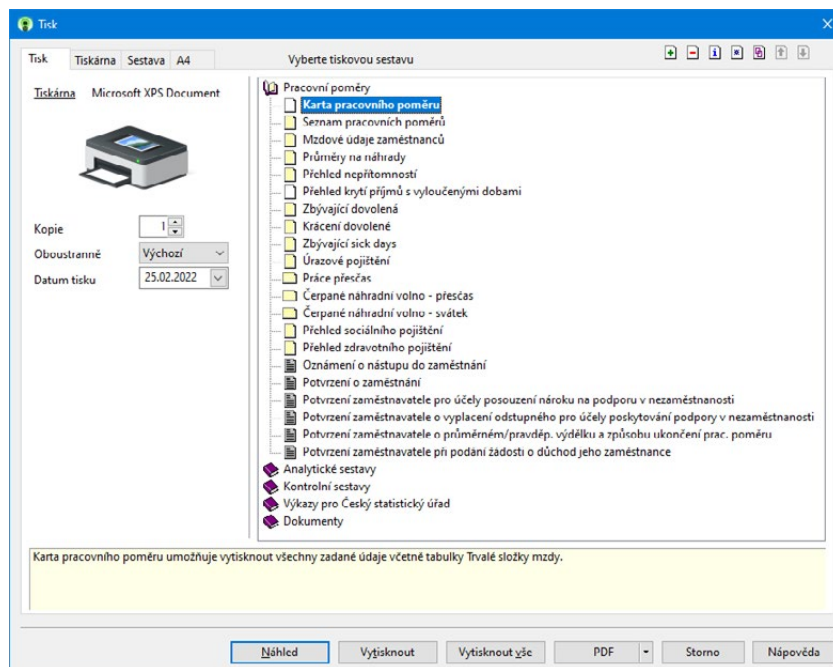 Tisk
Tisk Tiskárna Sestava A4
Vyberte tiskovou sestavu
Tiskárna Microsoft XPS Document
Kopie 1
Oboustranně Výchozí
Datum tisku 25.02.2022
Pracovní poměry
Karta pracovního poměru
Seznam pracovních poměrů
Mzdové údaje zaměstnanců
Průměry na náhrady
Přehled nepřítomností
Přehled krytí příjmů s vyloučenými dobami
Zbývající dovolená
Krácení dovolené
Zbývající sick days
Úrazové pojištění
Práce přesčas
Čerpané náhradní volno - přesčas
Čerpané náhradní volno - svátek
Přehled sociálního pojištění
Přehled zdravotního pojištění
Oznámení o nástupu do zaměstnání
Potvrzení o zaměstnání
Potvrzení zaměstnavatele pro účely posouzení nároku na podporu v nezaměstnanosti
Potvrzení zaměstnavatele o vyplacení odstupného pro účely poskytování podpory v nezaměstnanosti
Potvrzení zaměstnavatele o průměrném/pravděp. výdělku a způsobu ukončení prac. poměru
Potvrzení zaměstnavatele při podání žádosti o důchod jeho zaměstnance
Analytické sestavy
Kontrolní sestavy
Výkazy pro Český statistický úřad
Dokumenty
Karta pracovního poměru umožňuje vytisknout všechny zadané údaje včetně tabulky Trvalé složky mzdy.
Náhled Vytisknout Vytisknout vše PDF Storno Nápověda